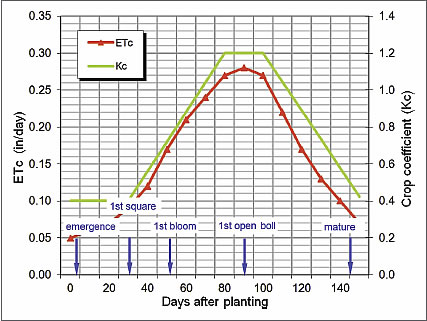 0.35
0.30
0.25
0.20
0.15
0.10
0.05
0.00
ETc (in/day)
ETc
Kc
1.4
1.2
1.0
0.8
0.6
0.4
0.2
0.0
Crop coefficient (Kc)
1st square
emergence
1st bloom
1st open boll
mature
0 20 40 60 80 100 120 140
Days after planting